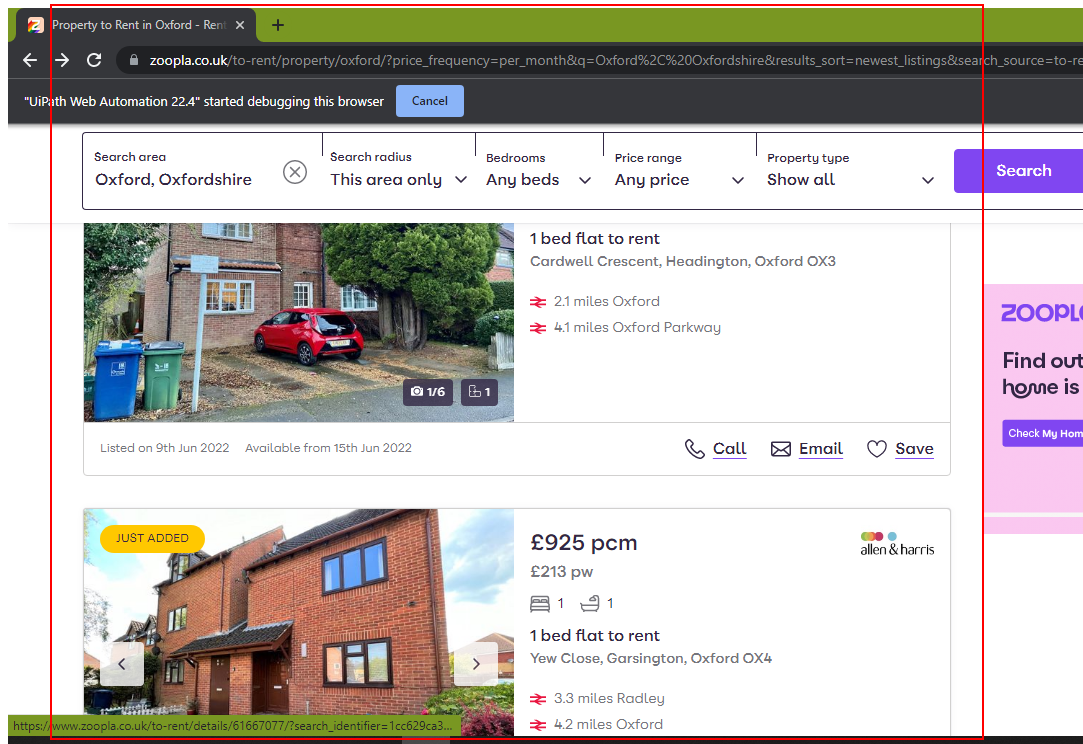 Property to Rent in Oxford - Rent
zoopla.co.uk/to-rent/property/oxford/?price_frequency=per_month&q=Oxford%2C%20Oxfordshire&results_sort=newest_listings&search_source=to-re
"UiPath Web Automation 22.4" started debugging this browser
Cancel
Search area
Oxford, Oxfordshire
Search radius
This area only
Bedrooms
Any beds
Price range
Any price
Property type
Show all
Search
1 bed flat to rent
Cardwell Crescent, Headington, Oxford OX3
2.1 miles Oxford
4.1 miles Oxford Parkway
1/6
1
Listed on 9th Jun 2022 Available from 15th Jun 2022
Call
Email
Save
ZOOPL
Find out
home is
Check My Hom
JUST ADDED
£925 pcm
allen & harris
£213 pw
1 1
1 bed flat to rent
Yew Close, Garsington, Oxford OX4
3.3 miles Radley
4.2 miles Oxford
https://www.zoopla.co.uk/to-rent/details/61667077/?search_identifier=1cc629ca3...